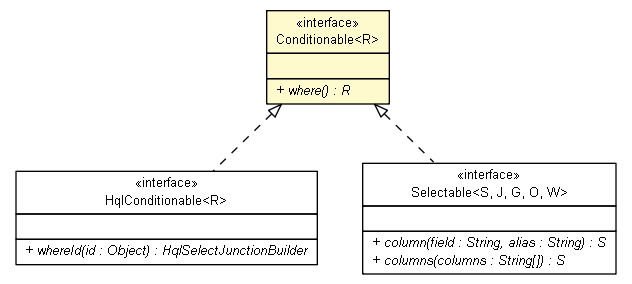 «interface»
Conditionable<R>
+ where() : R
«interface»
HqlConditionable<R>
+ whereId(id : Object) : HqlSelectJunctionBuilder
«interface»
Selectable<S, J, G, O, W>
+ column(field : String, alias : String) : S
+ columns(columns : String[]) : S